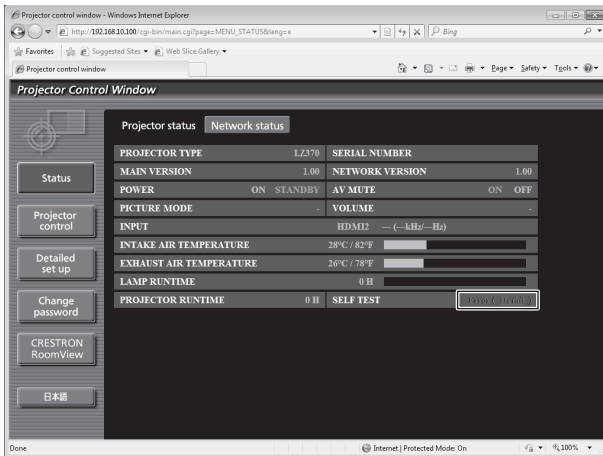 Projector control window - Windows Internet Explorer
http://192.168.10.100/cgi-bin/main.cgi?page=MENU_STATUS&lang=e
Bing
Favorites Suggested Sites Web Slice Gallery
Projector control window
Page Safety Tools
Projector Control Window
Projector status Network status
PROJECTOR TYPE LZ370 SERIAL NUMBER
MAIN VERSION 1.00 NETWORK VERSION 1.00
POWER ON STANDBY AV MUTE ON OFF
PICTURE MODE - VOLUME -
INPUT HDMI2 — (—kHz/—Hz)
INTAKE AIR TEMPERATURE 28°C / 82°F
EXHAUST AIR TEMPERATURE 26°C / 78°F
LAMP RUNTIME 0 H
PROJECTOR RUNTIME 0 H SELF TEST Error (
Status
Projector
control
Detailed
set up
Change
password
CRESTRON
RoomView
日本語
Done Internet | Protected Mode: On 100%